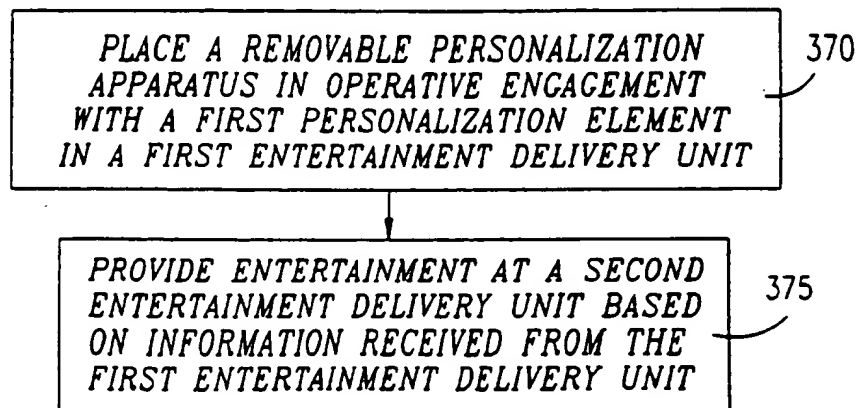 PLACE A REMOVABLE PERSONALIZATION
APPARATUS IN OPERATIVE ENGAGEMENT
WITH A FIRST PERSONALIZATION ELEMENT
IN A FIRST ENTERTAINMENT DELIVERY UNIT
370
PROVIDE ENTERTAINMENT AT A SECOND
ENTERTAINMENT DELIVERY UNIT BASED
ON INFORMATION RECEIVED FROM THE
FIRST ENTERTAINMENT DELIVERY UNIT
375